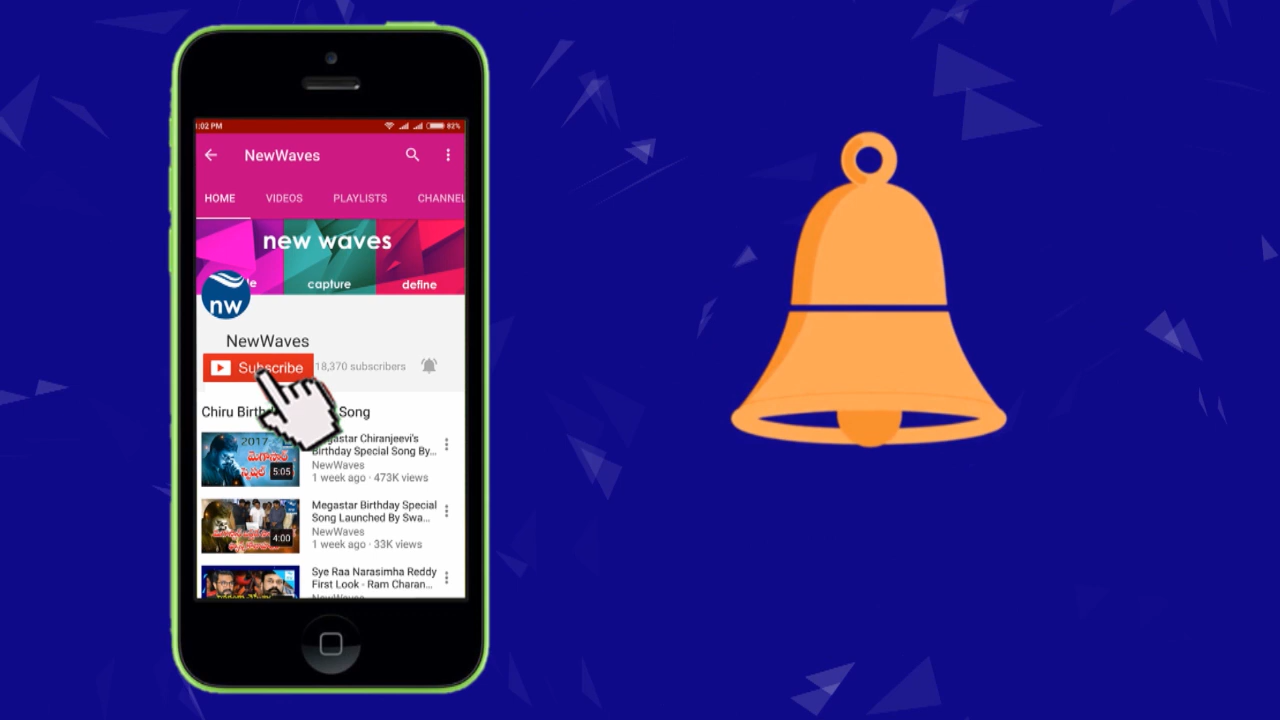 1:02 PM
82%
NewWaves
HOME VIDEOS PLAYLISTS CHANNEL
new waves
capture define
nw
NewWaves
Subscribe 18,370 subscribers
Chiru Song
Birthday Special Song By...
2017
మెగాస్టార్
స్పెషల్
5:05
Chiranjeevi's
NewWaves
1 week ago · 473K views
Megastar Birthday Special
Song Launched By Swa...
NewWaves
1 week ago · 33K views
4:00
Sye Raa Narasimha Reddy
First Look - Ram Charan...